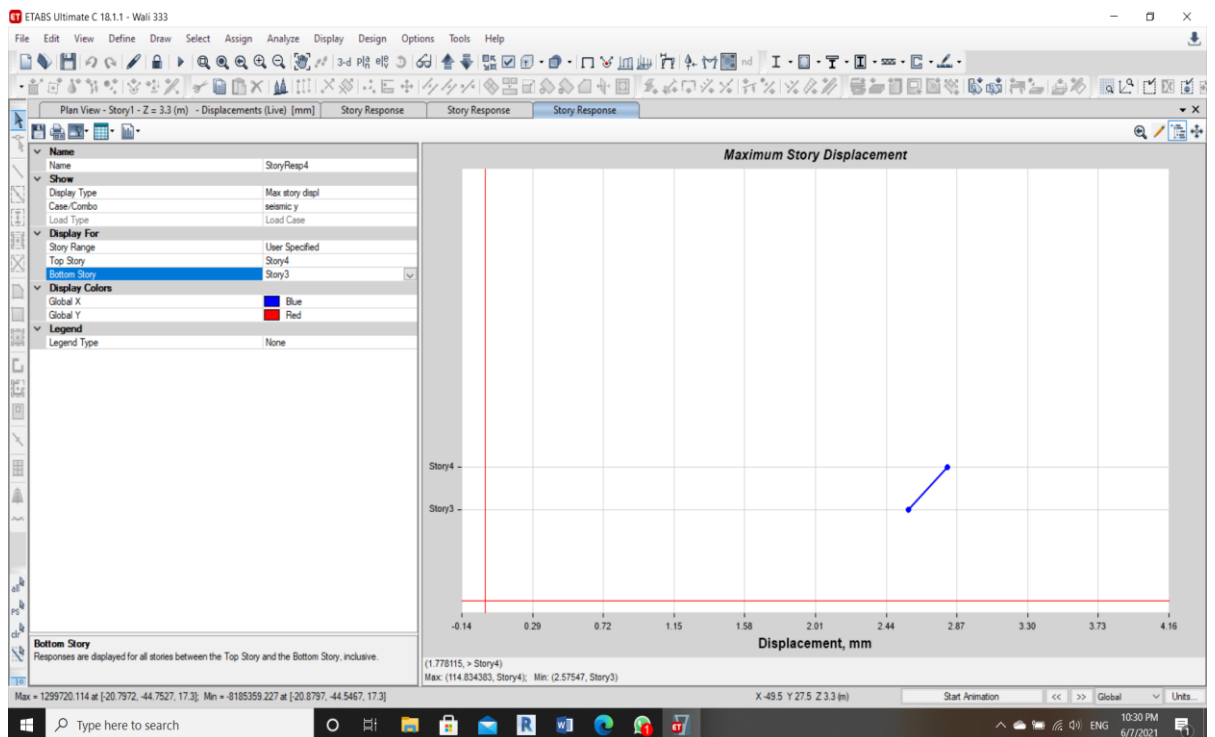 ETABS Ultimate C 18.1.1 - Wali 333
File Edit View Define Draw Select Assign Analyze Display Design Options Tools Help
3-d nd
Plan View - Story1 - Z = 3.3 (m) - Displacements (Live) [mm] Story Response Story Response Story Response
Name
Name StoryResp4
Show
Display Type Max story displ
Case/Combo seismic y
Load Type Load Case
Display For
Story Range User Specified
Top Story Story4
Bottom Story Story3
Display Colors
Global X Blue
Global Y Red
Legend
Legend Type None
Bottom Story
Responses are displayed for all stories between the Top Story and the Bottom Story, inclusive.
all
ps
clr
Maximum Story Displacement
Story4
Story3
-0.14 0.29 0.72 1.15 1.58 2.01 2.44 2.87 3.30 3.73 4.16
Displacement, mm
(1.778115, > Story4)
Max: (114.834383, Story4); Min: (2.57547, Story3)
Max = 1299720.114 at [-20.7972, -44.7527, 17.3]; Min = -8185359.227 at [-20.8797, -44.5467, 17.3] X -49.5 Y 27.5 Z 3.3 (m) Start Animation << >> Global Units...
Type here to search ENG 10:30 PM
6/7/2021